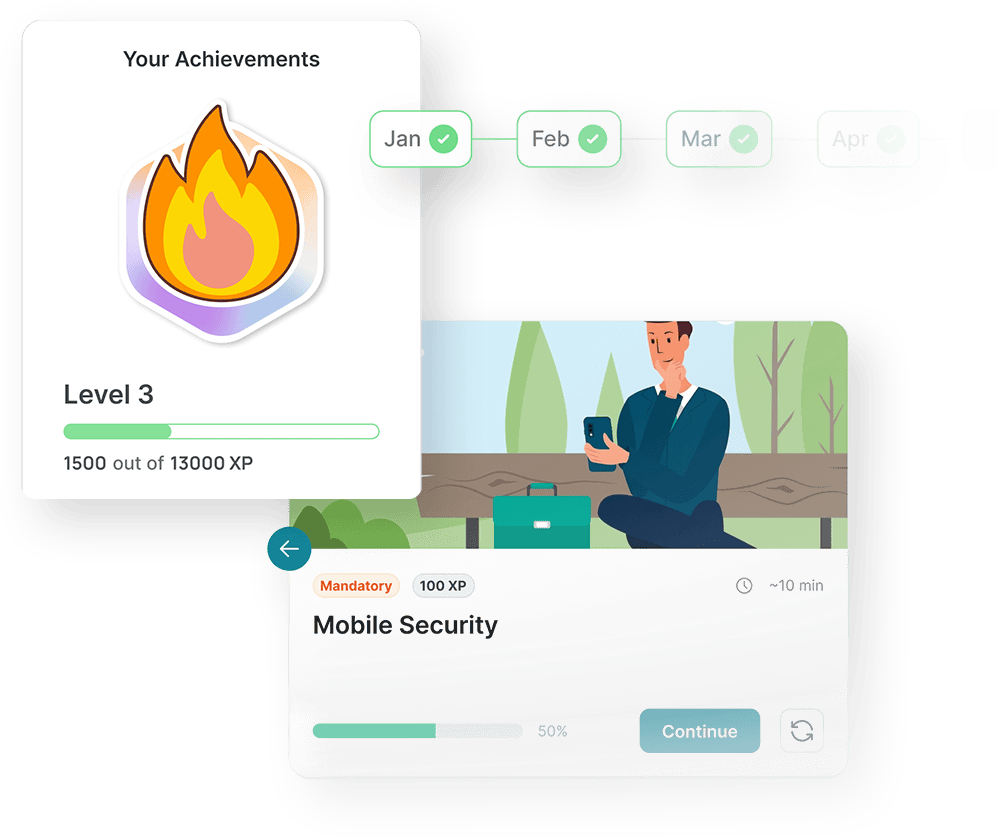 Your Achievements
Jan
Feb
Mar
Apr
Level 3
1500 out of 13000 XP
Mandatory
100 XP
~10 min
Mobile Security
50%
Continue